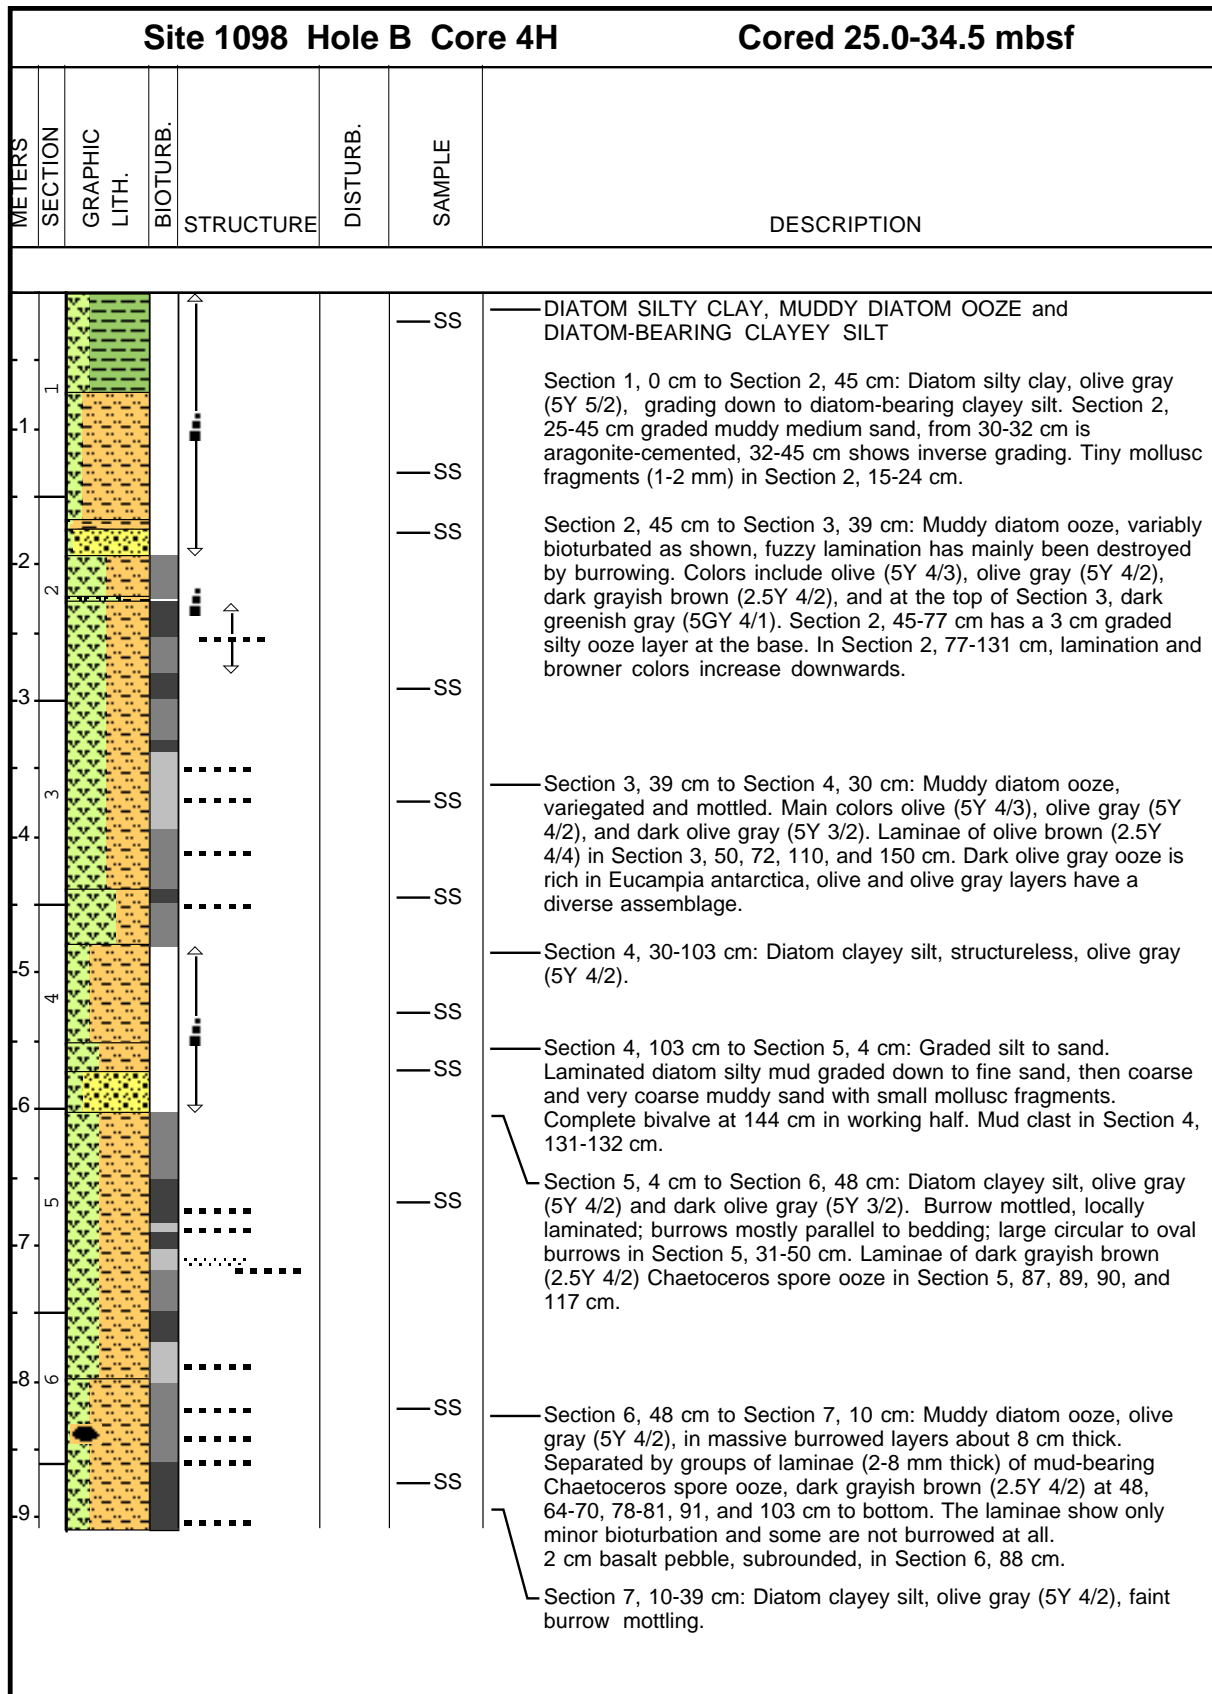 Site 1098 Hole B Core 4H Cored 25.0-34.5 mbsf
METERS
SECTION
GRAPHIC
LITH.
BIOTURB.
STRUCTURE
DISTURB.
SAMPLE
DESCRIPTION
1
2
3
4
5
6
7
8
9
1
2
3
4
5
6
SS
SS
SS
SS
SS
SS
SS
SS
SS
SS
SS
DIATOM SILTY CLAY, MUDDY DIATOM OOZE and
DIATOM-BEARING CLAYEY SILT
Section 1, 0 cm to Section 2, 45 cm: Diatom silty clay, olive gray
(5Y 5/2), grading down to diatom-bearing clayey silt. Section 2,
25-45 cm graded muddy medium sand, from 30-32 cm is
aragonite-cemented, 32-45 cm shows inverse grading. Tiny mollusc
fragments (1-2 mm) in Section 2, 15-24 cm.
Section 2, 45 cm to Section 3, 39 cm: Muddy diatom ooze, variably
bioturbated as shown, fuzzy lamination has mainly been destroyed
by burrowing. Colors include olive (5Y 4/3), olive gray (5Y 4/2),
dark grayish brown (2.5Y 4/2), and at the top of Section 3, dark
greenish gray (5GY 4/1). Section 2, 45-77 cm has a 3 cm graded
silty ooze layer at the base. In Section 2, 77-131 cm, lamination and
browner colors increase downwards.
Section 3, 39 cm to Section 4, 30 cm: Muddy diatom ooze,
variegated and mottled. Main colors olive (5Y 4/3), olive gray (5Y
4/2), and dark olive gray (5Y 3/2). Laminae of olive brown (2.5Y
4/4) in Section 3, 50, 72, 110, and 150 cm. Dark olive gray ooze is
rich in Eucampia antarctica, olive and olive gray layers have a
diverse assemblage.
Section 4, 30-103 cm: Diatom clayey silt, structureless, olive gray
(5Y 4/2).
Section 4, 103 cm to Section 5, 4 cm: Graded silt to sand.
Laminated diatom silty mud graded down to fine sand, then coarse
and very coarse muddy sand with small mollusc fragments.
Complete bivalve at 144 cm in working half. Mud clast in Section 4,
131-132 cm.
Section 5, 4 cm to Section 6, 48 cm: Diatom clayey silt, olive gray
(5Y 4/2) and dark olive gray (5Y 3/2). Burrow mottled, locally
laminated; burrows mostly parallel to bedding; large circular to oval
burrows in Section 5, 31-50 cm. Laminae of dark grayish brown
(2.5Y 4/2) Chaetoceros spore ooze in Section 5, 87, 89, 90, and
117 cm.
Section 6, 48 cm to Section 7, 10 cm: Muddy diatom ooze, olive
gray (5Y 4/2), in massive burrowed layers about 8 cm thick.
Separated by groups of laminae (2-8 mm thick) of mud-bearing
Chaetoceros spore ooze, dark grayish brown (2.5Y 4/2) at 48,
64-70, 78-81, 91, and 103 cm to bottom. The laminae show only
minor bioturbation and some are not burrowed at all.
2 cm basalt pebble, subrounded, in Section 6, 88 cm.
Section 7, 10-39 cm: Diatom clayey silt, olive gray (5Y 4/2), faint
burrow mottling.